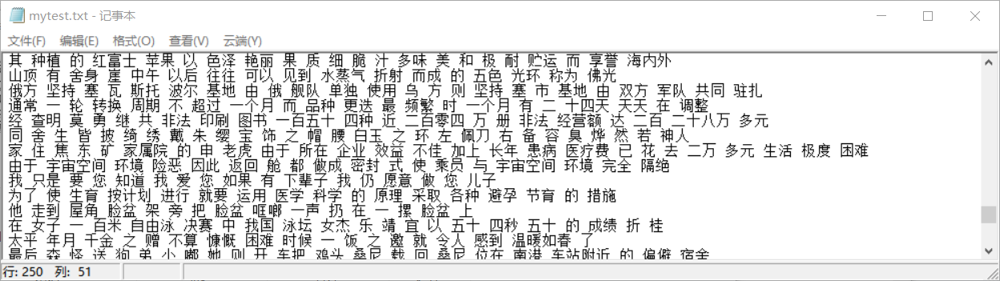 mytest.txt - 记事本
文件(F) 编辑(E) 格式(O) 查看(V) 云端(Y)
其 种植 的 红富士 苹果 以 色泽 艳丽 果 质 细 脆 汁 多味 美 和 极 耐 贮运 而 享誉 海内外
山顶 有 舍身 崖 中午 以后 往往 可以 见到 水蒸气 折射 而成 的 五色 光环 称为 佛光
俄方 坚持 塞 瓦 斯托 波尔 基地 由 俄 舰队 单独 使用 乌 方 则 坚持 塞 市 基地 由 双方 军队 共同 驻扎
通常 一 轮 转换 周期 不 超过 一个月 而 品种 更迭 最 频繁 时 一个月 有 二 十四天 天天 在 调整
经 查明 莫 勇 继 共 非法 印刷 图书 一百五十 四种 近 二百零四 万 册 非法 经营额 达 二百 二十八万 多元
同 舍 生 皆 披 绮 绣 戴 朱 缨 宝 饰 之 帽 腰 白玉 之 环 左 佩刀 右 备 容 臭 烨 然 若 神人
家 住 焦 东 矿 家属院 的 申 老虎 由于 所在 企业 效益 不佳 加上 长年 患病 医疗费 已 花 去 二万 多元 生活 极度 困难
由于 宇宙空间 环境 险恶 因此 返回 舱 都 做成 密封 式 使 乘员 与 宇宙空间 环境 完全 隔绝
我 只是 要 您 知道 我 爱 您 如果 有 下辈子 我 仍 愿意 做 您 儿子
为了 使 生育 按计划 进行 就要 运用 医学 科学 的 原理 采取 各种 避孕 节育 的 措施
他 走到 屋角 脸盆 架 旁 把 脸盆 哐啷 一声 扔 在 一 摞 脸盆 上
在 女子 一 百米 自由泳 决赛 中 我国 泳坛 女杰 乐 靖 宜 以 五十 四秒 五十 的 成绩 折 桂
太平 年月 千金 之 赠 不算 慷慨 困难 时候 一 饭 之 邀 就 令人 感到 温暖如春 了
最后 森 怪 送 狗 弟 小 嘟 她 则 开 车把 鸡头 桑尼 载 回 桑尼 位在 南港 车站附近 的 偏僻 宿舍
行: 250 列: 51